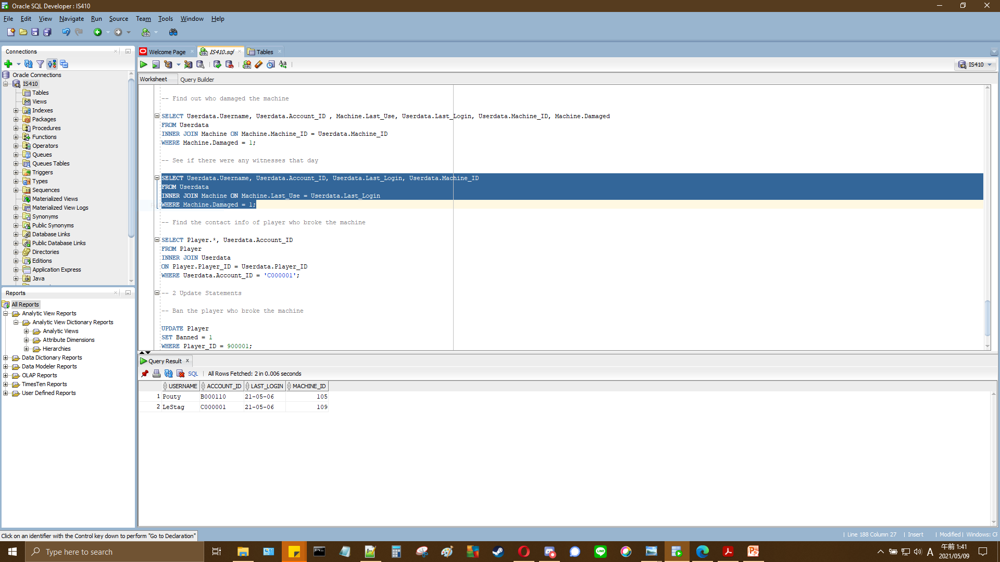 Oracle SQL Developer : IS410
File Edit View Navigate Run Source Team Tools Window Help
Connections
Oracle Connections
IS410
Tables
Views
Indexes
Packages
Procedures
Functions
Operators
Queues
Queues Tables
Triggers
Types
Sequences
Materialized Views
Materialized View Logs
Synonyms
Public Synonyms
Database Links
Public Database Links
Directories
Editions
Application Express
Java
Reports
All Reports
Analytic View Reports
Analytic View Dictionary Reports
Analytic Views
Attribute Dimensions
Hierarchies
Data Dictionary Reports
Data Modeler Reports
OLAP Reports
TimesTen Reports
User Defined Reports
Welcome Page IS410.sql Tables
IS410
Worksheet Query Builder
-- Find out who damaged the machine
SELECT Userdata.Username, Userdata.Account_ID , Machine.Last_Use, Userdata.Last_Login, Userdata.Machine_ID, Machine.Damaged
FROM Userdata
INNER JOIN Machine ON Machine.Machine_ID = Userdata.Machine_ID
WHERE Machine.Damaged = 1;
-- See if there were any witnesses that day
SELECT Userdata.Username, Userdata.Account_ID, Userdata.Last_Login, Userdata.Machine_ID
FROM Userdata
INNER JOIN Machine ON Machine.Last_Use = Userdata.Last_Login
WHERE Machine.Damaged = 1;
-- Find the contact info of player who broke the machine
SELECT Player.*, Userdata.Account_ID
FROM Player
INNER JOIN Userdata
ON Player.Player_ID = Userdata.Player_ID
WHERE Userdata.Account_ID = 'C000001';
-- 2 Update Statements
-- Ban the player who broke the machine
UPDATE Player
SET Banned = 1
WHERE Player_ID = 900001;
Query Result
SQL | All Rows Fetched: 2 in 0.006 seconds
USERNAME ACCOUNT_ID LAST_LOGIN MACHINE_ID
1 Pouty B000110 21-05-06 105
2 LeStag C000001 21-05-06 109
Click on an identifier with the Control key down to perform "Go to Declaration"
| Line 188 Column 27 | Insert | Modified | Windows: CF
Type here to search
A
午前 1:41
2021/05/09